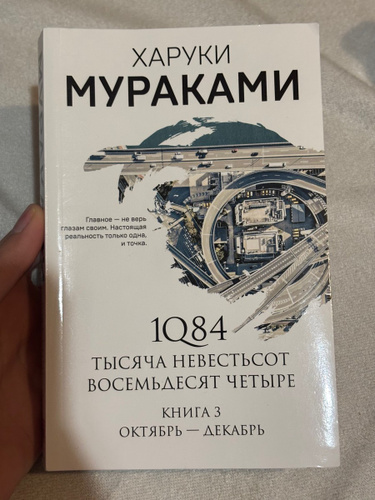 ХАРУКИ
МУРАКАМИ
Главное — не верь
глазам своим. Настоящая
реальность только одна,
и точка.
1Q84
ТЫСЯЧА НЕВЕСТЬСОТ
ВОСЕМЬДЕСЯТ ЧЕТЫРЕ
КНИГА 3
ОКТЯБРЬ — ДЕКАБРЬ